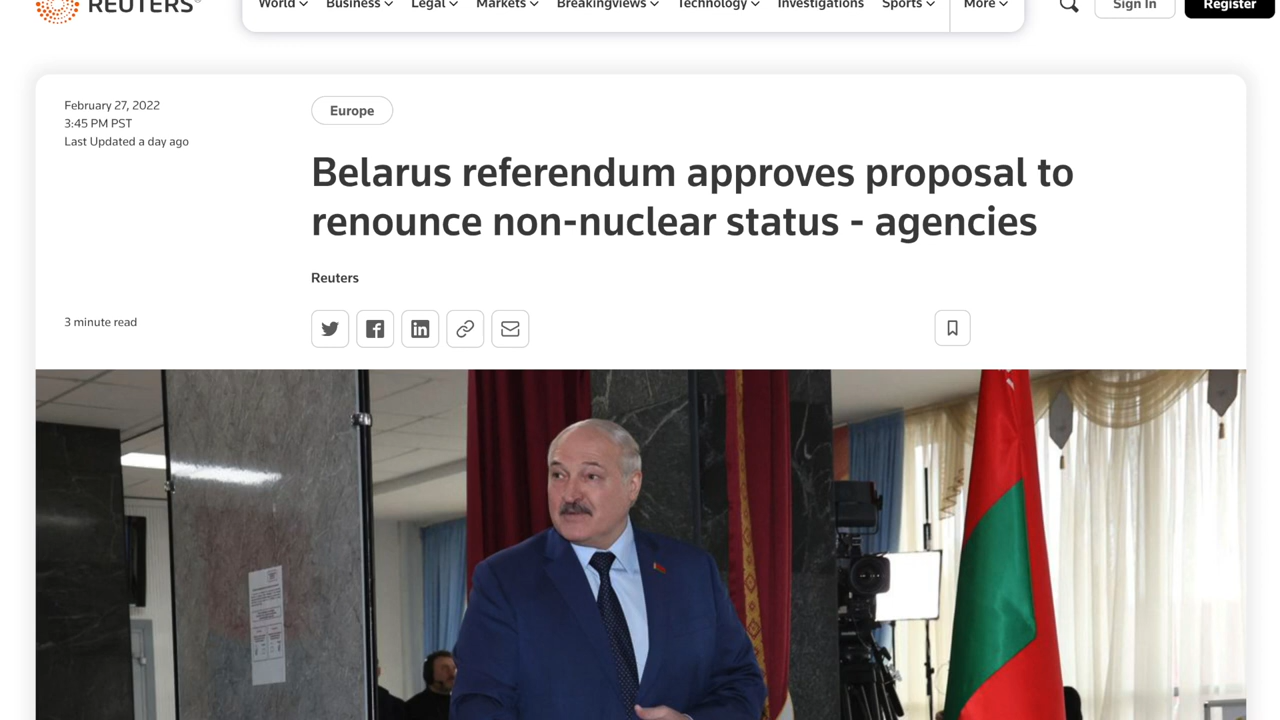 REUTERS®
World
Business
Legal
Markets
Breakingviews
Technology
Investigations
Sports
More
Sign In
Register
February 27, 2022
3:45 PM PST
Last Updated a day ago
Europe
Belarus referendum approves proposal to
renounce non-nuclear status - agencies
Reuters
3 minute read